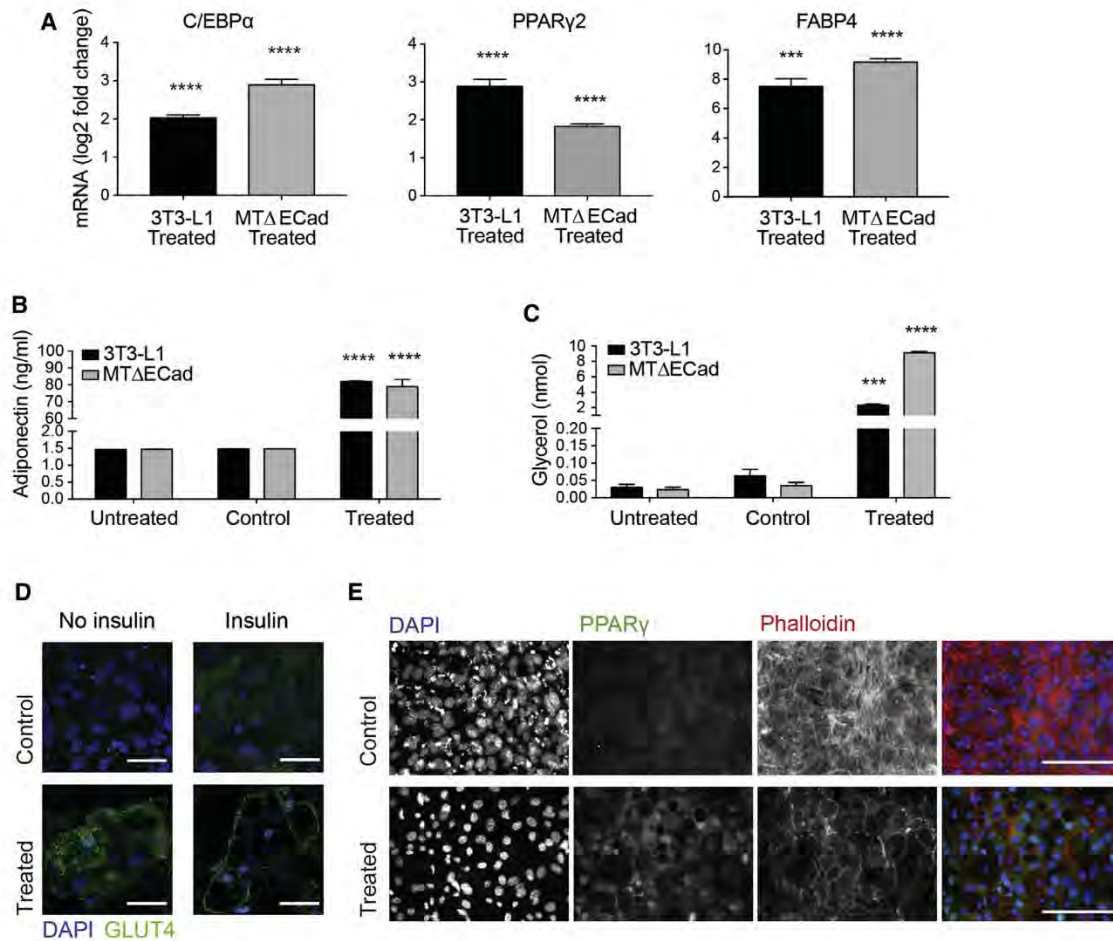 A
C/EBPα
PPARγ2
FABP4
mRNA (log2 fold change)
4
3
2
1
0
****
****
3T3-L1
Treated
MTΔECad
Treated
4
3
2
1
0
****
****
3T3-L1
Treated
MTΔECad
Treated
10
8
6
4
2
0
***
****
3T3-L1
Treated
MTΔECad
Treated
B
Adiponectin (ng/ml)
100
90
80
70
60
1.5
1.0
0.5
0.0
3T3-L1
MTΔECad
**** ****
Untreated Control Treated
C
Glycerol (nmol)
10
8
6
4
2
0.20
0.15
0.10
0.05
0.00
3T3-L1
MTΔECad
***
****
Untreated Control Treated
D
No insulin Insulin
Control
Treated
DAPI GLUT4
E
DAPI PPARγ Phalloidin
Control
Treated